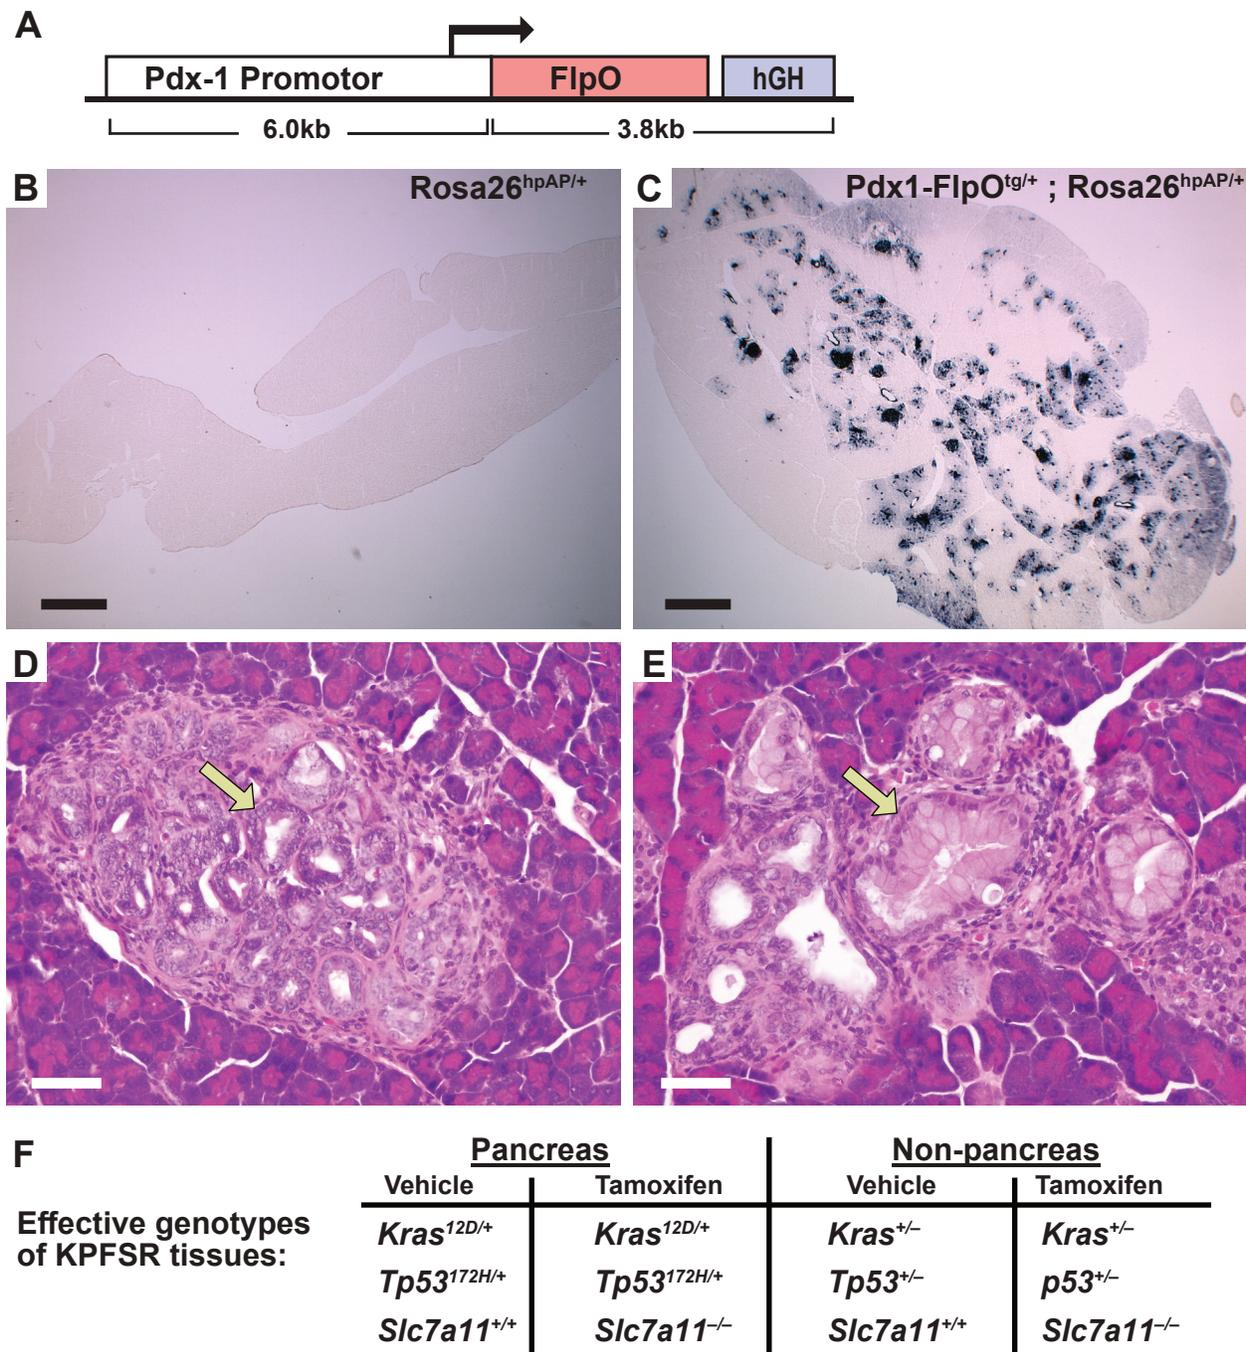 A
Pdx-1 Promotor FlpO hGH
6.0kb 3.8kb
B Rosa26hpAP/+
C Pdx1-FlpOtg/+ ; Rosa26hpAP/+
D
E
F Pancreas Non-pancreas
Vehicle Tamoxifen Vehicle Tamoxifen
Effective genotypes
of KPFSR tissues:
Kras12D/+ Kras12D/+ Kras+/– Kras+/–
Tp53172H/+ Tp53172H/+ Tp53+/– p53+/–
Slc7a11+/+ Slc7a11–/– Slc7a11+/+ Slc7a11–/–